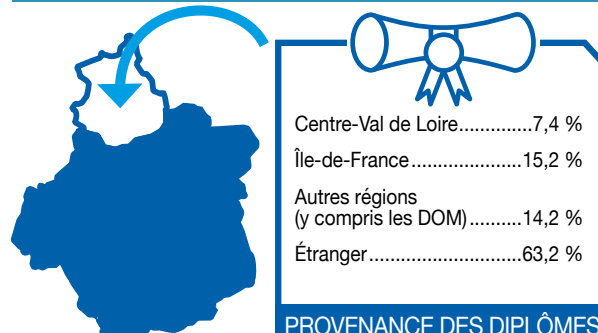 Centre-Val de Loire..............7,4 %
Île-de-France.....................15,2 %
Autres régions
(y compris les DOM)..........14,2 %
Étranger.............................63,2 %
PROVENANCE DES DIPLÔMES